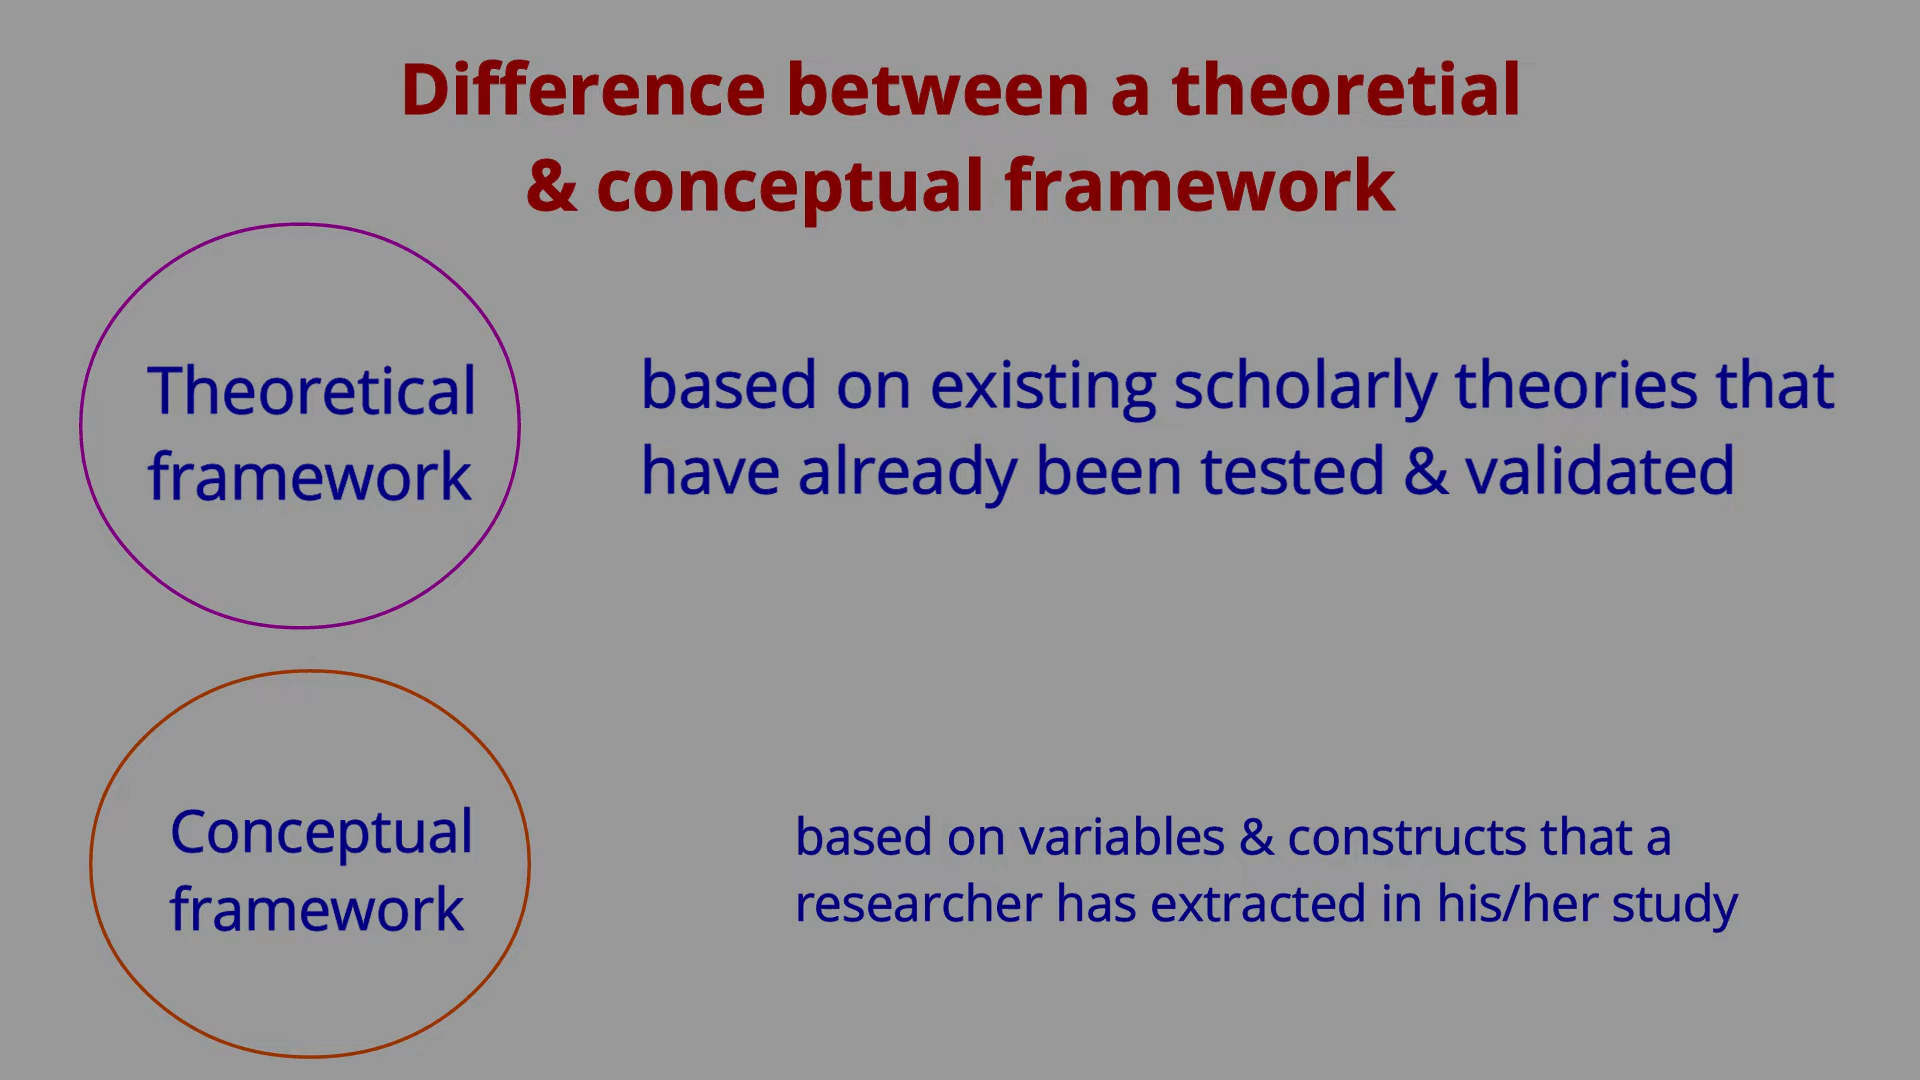 Difference between a theoretial
& conceptual framework
Theoretical
framework
based on existing scholarly theories that
have already been tested & validated
Conceptual
framework
based on variables & constructs that a
researcher has extracted in his/her study